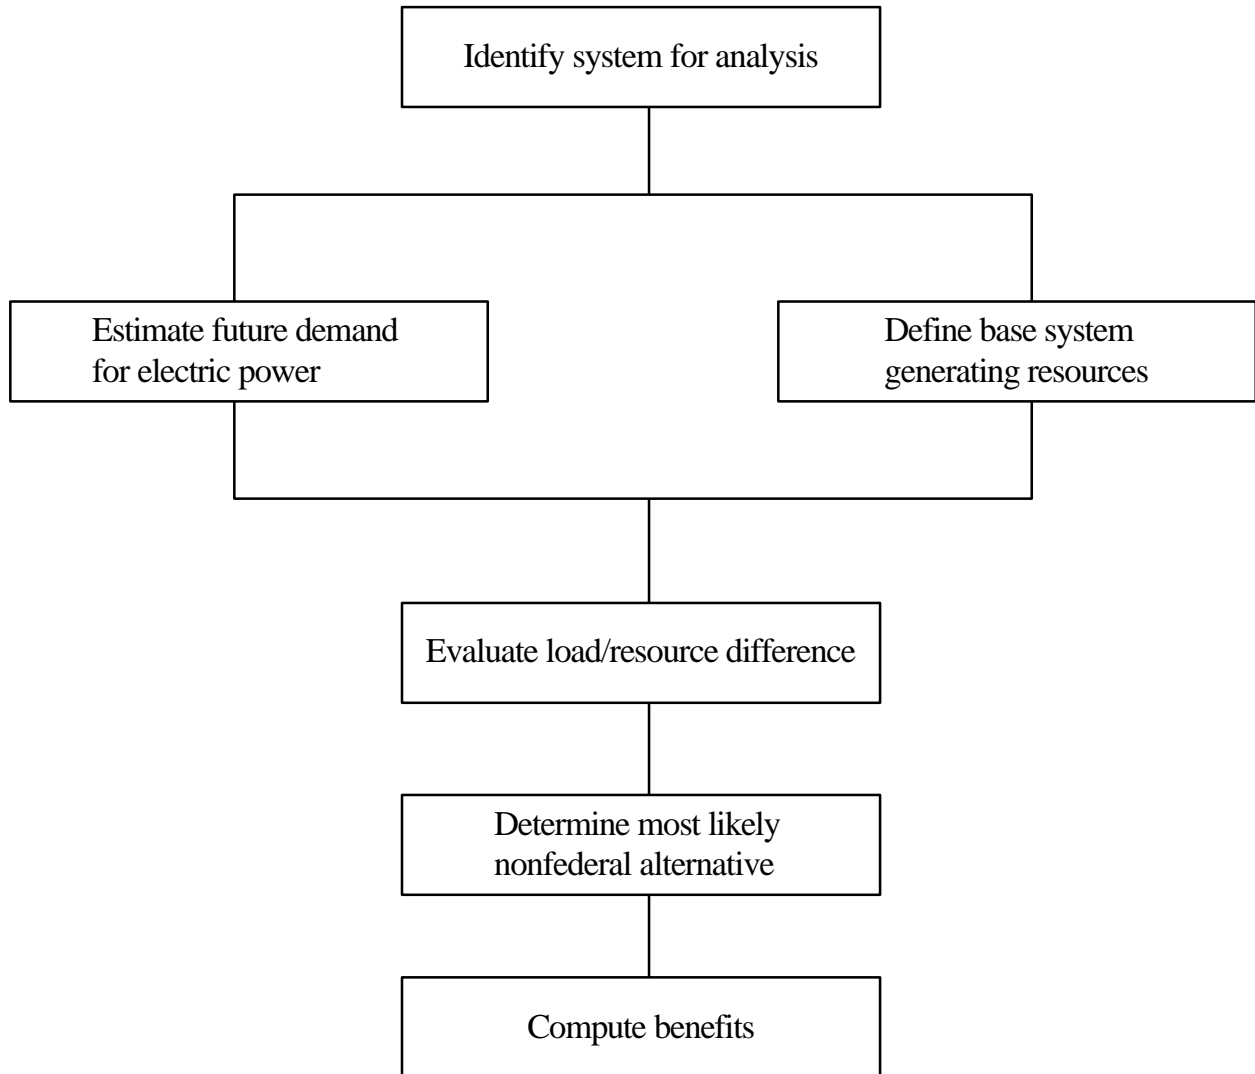 Identify system for analysis
Estimate future demand
for electric power
Define base system
generating resources
Evaluate load/resource difference
Determine most likely
nonfederal alternative
Compute benefits